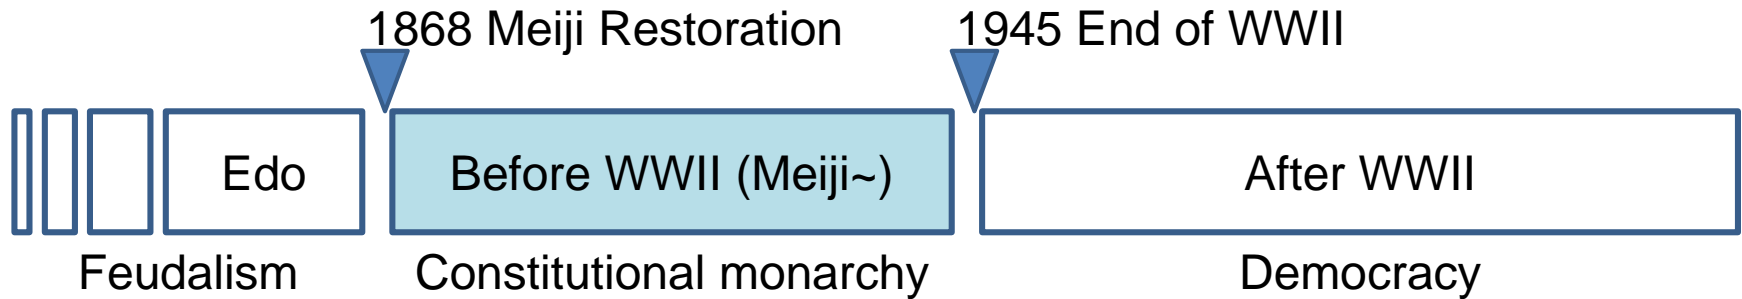 1868 Meiji Restoration
1945 End of WWII
Edo
Before WWII (Meiji~)
After WWII
Feudalism
Constitutional monarchy
Democracy